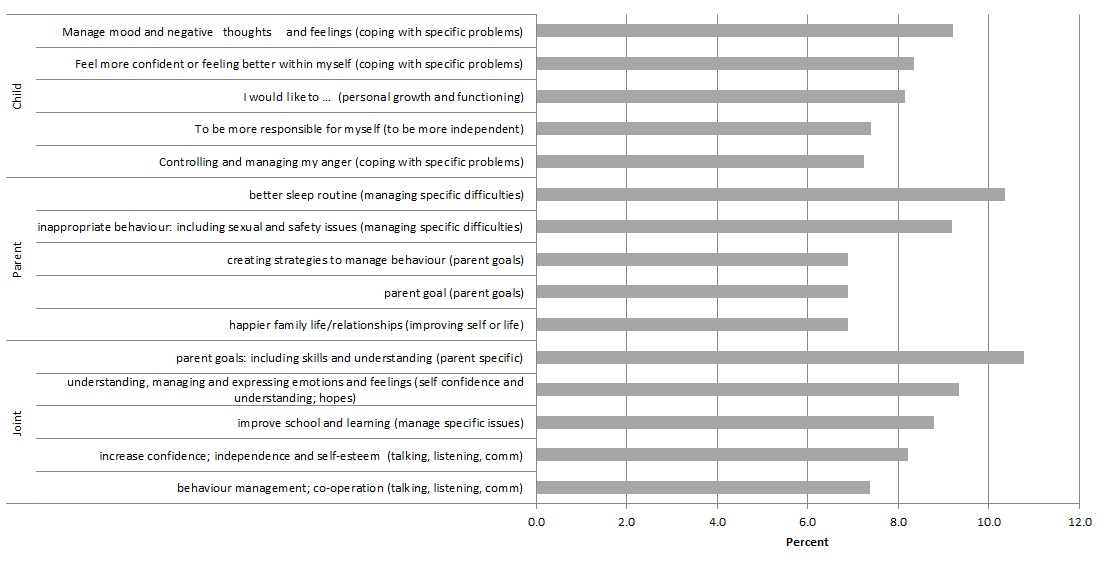 Child
Manage mood and negative thoughts and feelings (coping with specific problems)
Feel more confident or feeling better within myself (coping with specific problems)
I would like to ... (personal growth and functioning)
To be more responsible for myself (to be more independent)
Controlling and managing my anger (coping with specific problems)
Parent
better sleep routine (managing specific difficulties)
inappropriate behaviour: including sexual and safety issues (managing specific difficulties)
creating strategies to manage behaviour (parent goals)
parent goal (parent goals)
happier family life/relationships (improving self or life)
Joint
parent goals: including skills and understanding (parent specific)
understanding, managing and expressing emotions and feelings (self confidence and
understanding; hopes)
improve school and learning (manage specific issues)
increase confidence; independence and self-esteem (talking, listening, comm)
behaviour management; co-operation (talking, listening, comm)
0.0 2.0 4.0 6.0 8.0 10.0 12.0
Percent